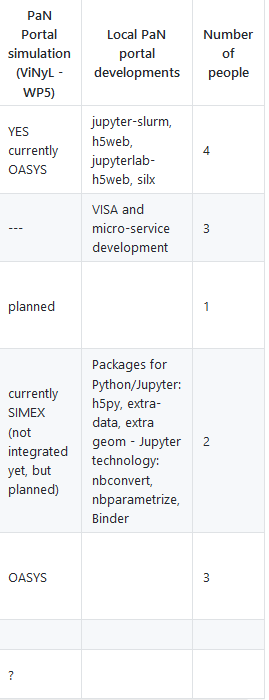 PaN
Portal
simulation
(ViNyL -
WP5)
Local PaN
portal
developments
Number
of
people
YES
currently
OASYS
jupyter-slurm,
h5web,
jupyterlab-
h5web, silx
4
---
VISA and
micro-service
development
3
planned
1
currently
SIMEX
(not
integrated
yet, but
planned)
Packages for
Python/Jupyter:
h5py, extra-
data, extra
geom - Jupyter
technology:
nbconvert,
nbparametrize,
Binder
2
OASYS
3
?